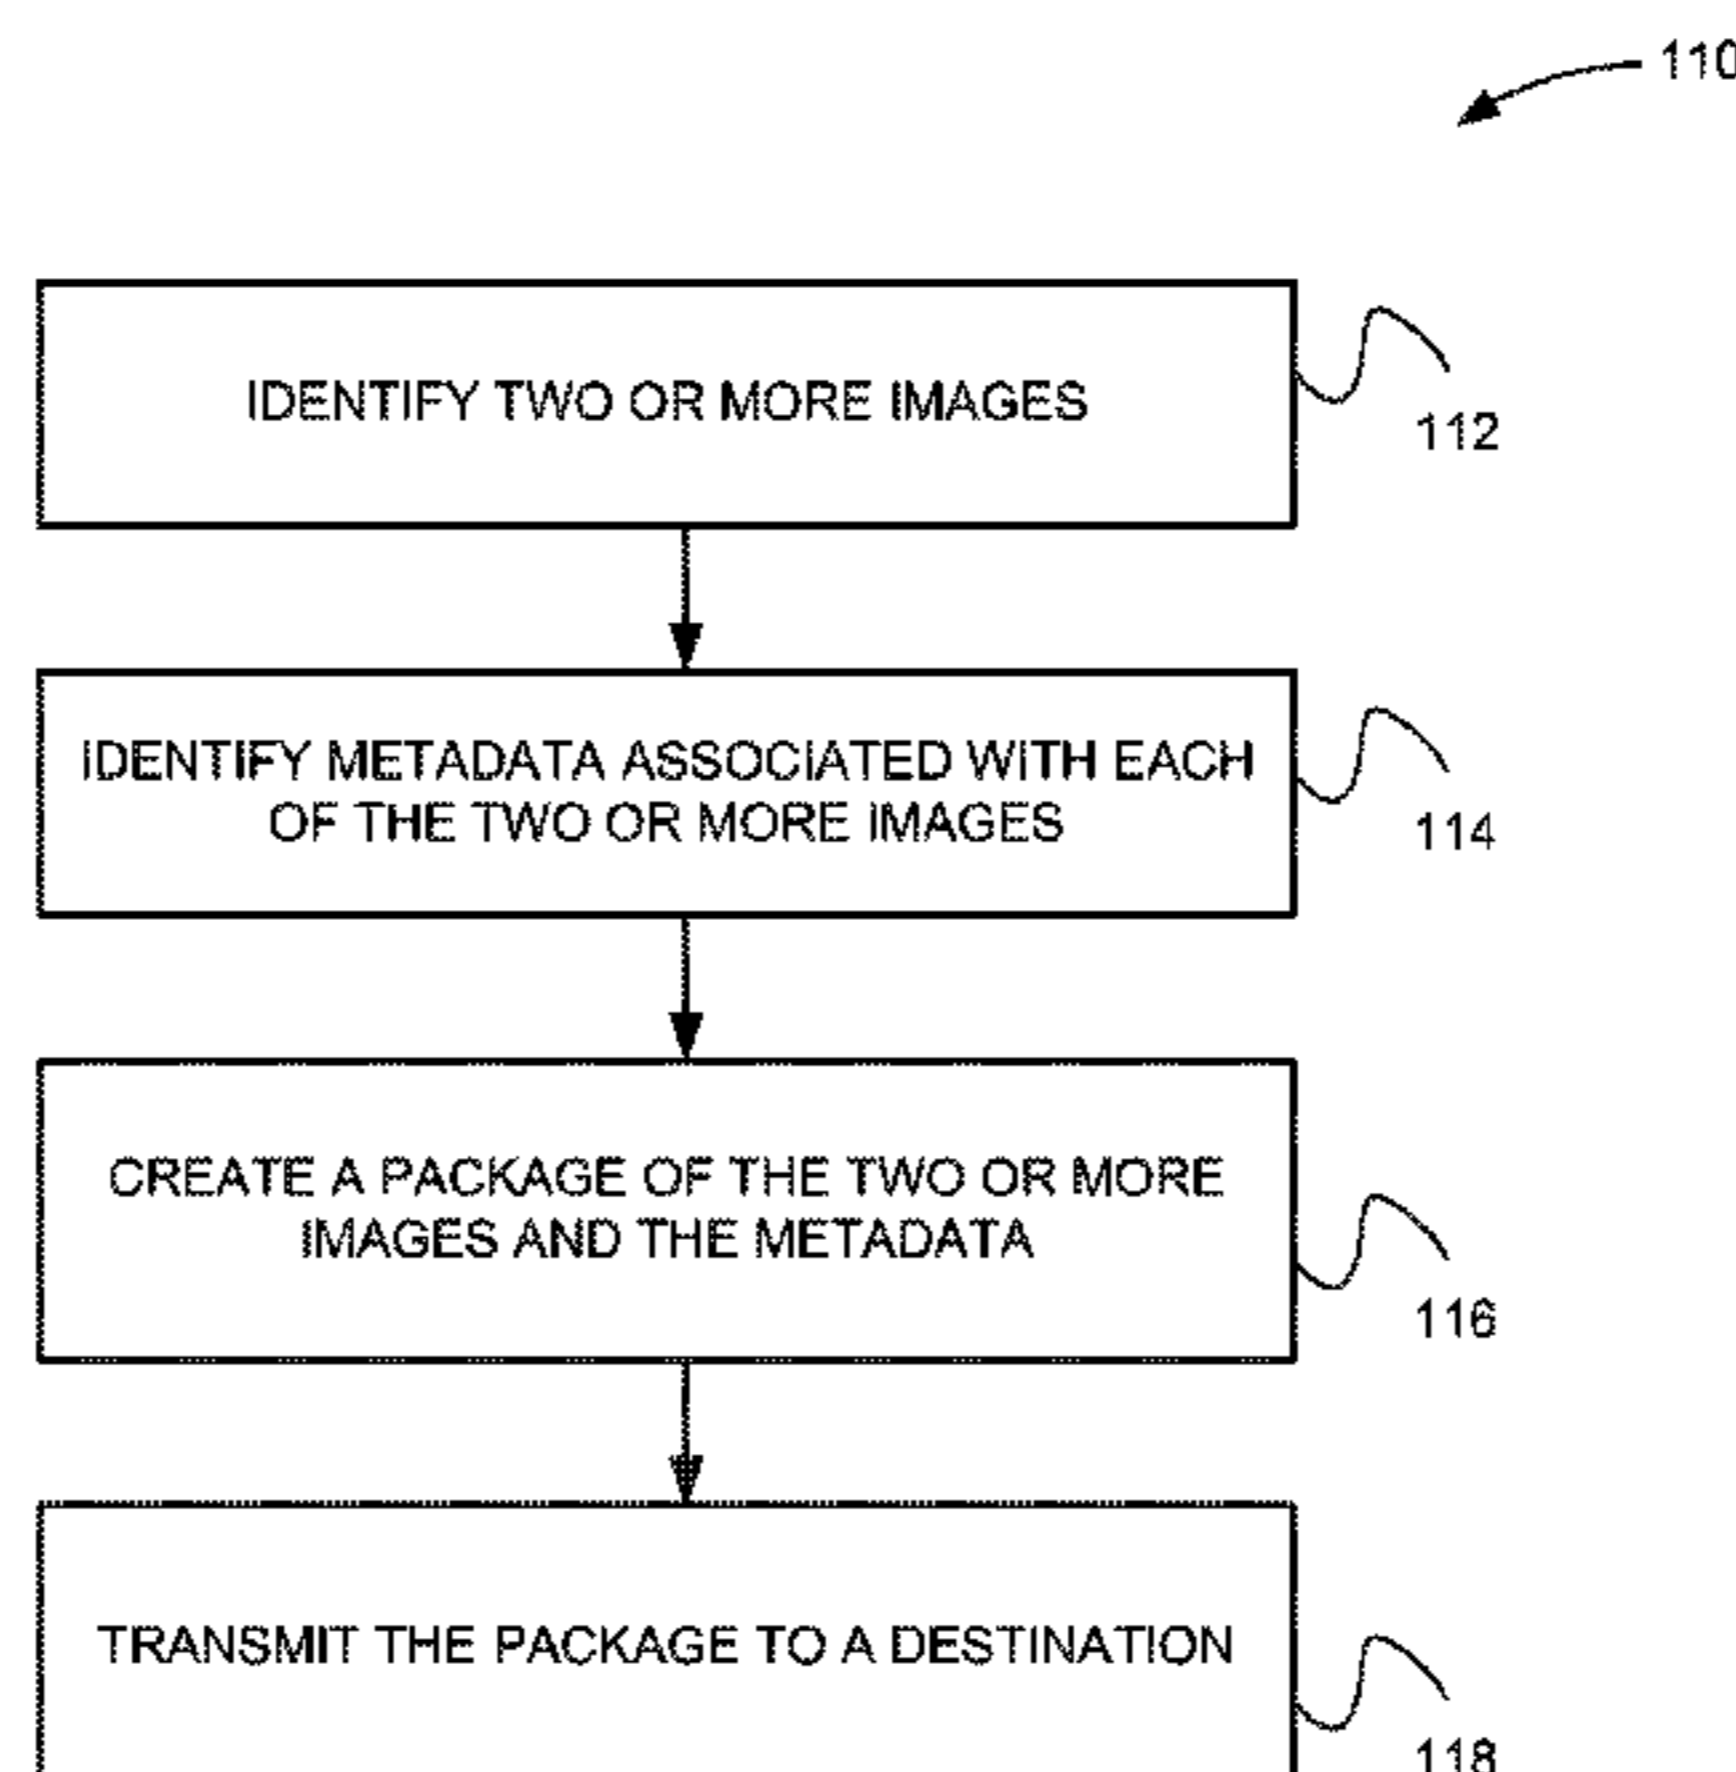 110
IDENTIFY TWO OR MORE IMAGES
112
IDENTIFY METADATA ASSOCIATED WITH EACH
OF THE TWO OR MORE IMAGES
114
CREATE A PACKAGE OF THE TWO OR MORE
IMAGES AND THE METADATA
116
TRANSMIT THE PACKAGE TO A DESTINATION
118